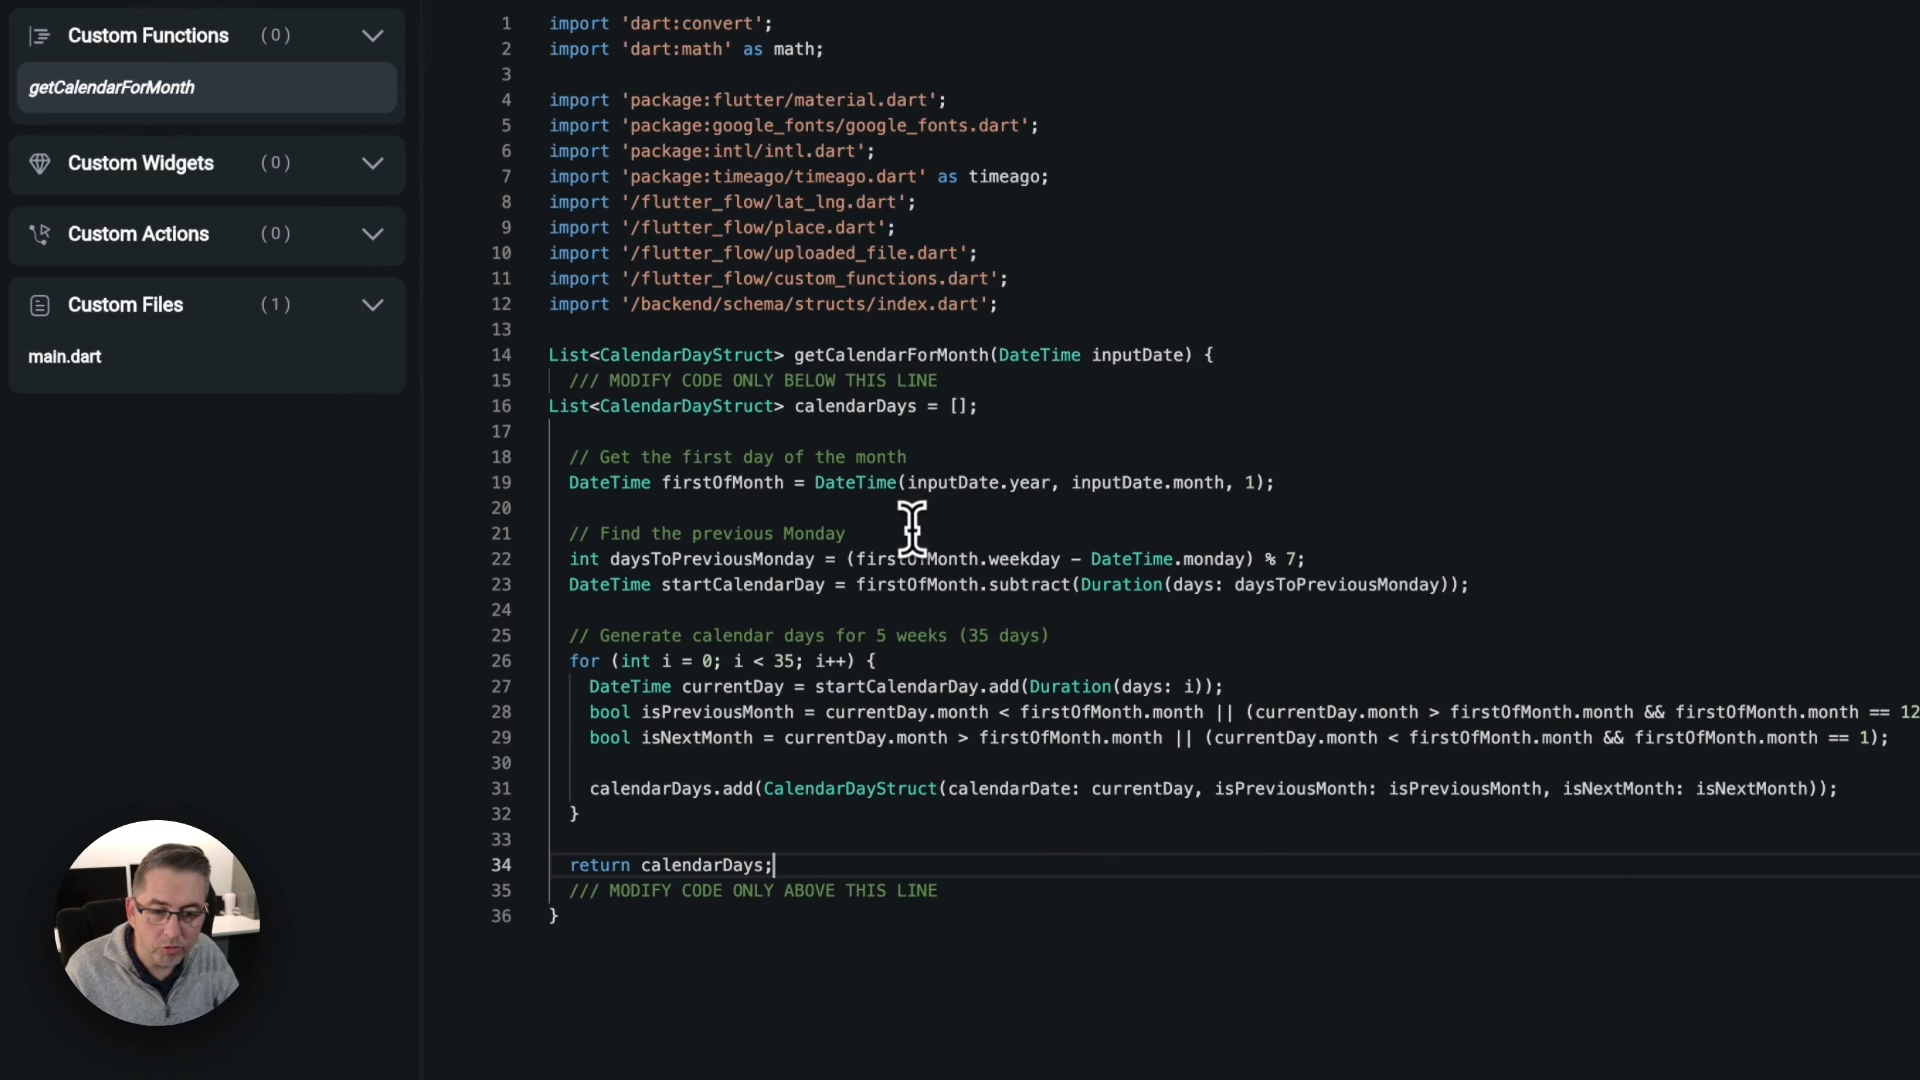 Custom Functions (0)
getCalendarForMonth
Custom Widgets (0)
Custom Actions (0)
Custom Files (1)
main.dart
1 import 'dart:convert';
2 import 'dart:math' as math;
3
4 import 'package:flutter/material.dart';
5 import 'package:google_fonts/google_fonts.dart';
6 import 'package:intl/intl.dart';
7 import 'package:timeago/timeago.dart' as timeago;
8 import '/flutter_flow/lat_lng.dart';
9 import '/flutter_flow/place.dart';
10 import '/flutter_flow/uploaded_file.dart';
11 import '/flutter_flow/custom_functions.dart';
12 import '/backend/schema/structs/index.dart';
13
14 List<CalendarDayStruct> getCalendarForMonth(DateTime inputDate) {
15 /// MODIFY CODE ONLY BELOW THIS LINE
16 List<CalendarDayStruct> calendarDays = [];
17
18 // Get the first day of the month
19 DateTime firstOfMonth = DateTime(inputDate.year, inputDate.month, 1);
20
21 // Find the previous Monday
22 int daysToPreviousMonday = (firstOfMonth.weekday - DateTime.monday) % 7;
23 DateTime startCalendarDay = firstOfMonth.subtract(Duration(days: daysToPreviousMonday));
24
25 // Generate calendar days for 5 weeks (35 days)
26 for (int i = 0; i < 35; i++) {
27 DateTime currentDay = startCalendarDay.add(Duration(days: i));
28 bool isPreviousMonth = currentDay.month < firstOfMonth.month || (currentDay.month > firstOfMonth.month && firstOfMonth.month == 12
29 bool isNextMonth = currentDay.month > firstOfMonth.month || (currentDay.month < firstOfMonth.month && firstOfMonth.month == 1);
30
31 calendarDays.add(CalendarDayStruct(calendarDate: currentDay, isPreviousMonth: isPreviousMonth, isNextMonth: isNextMonth));
32 }
33
34 return calendarDays;
35 /// MODIFY CODE ONLY ABOVE THIS LINE
36 }